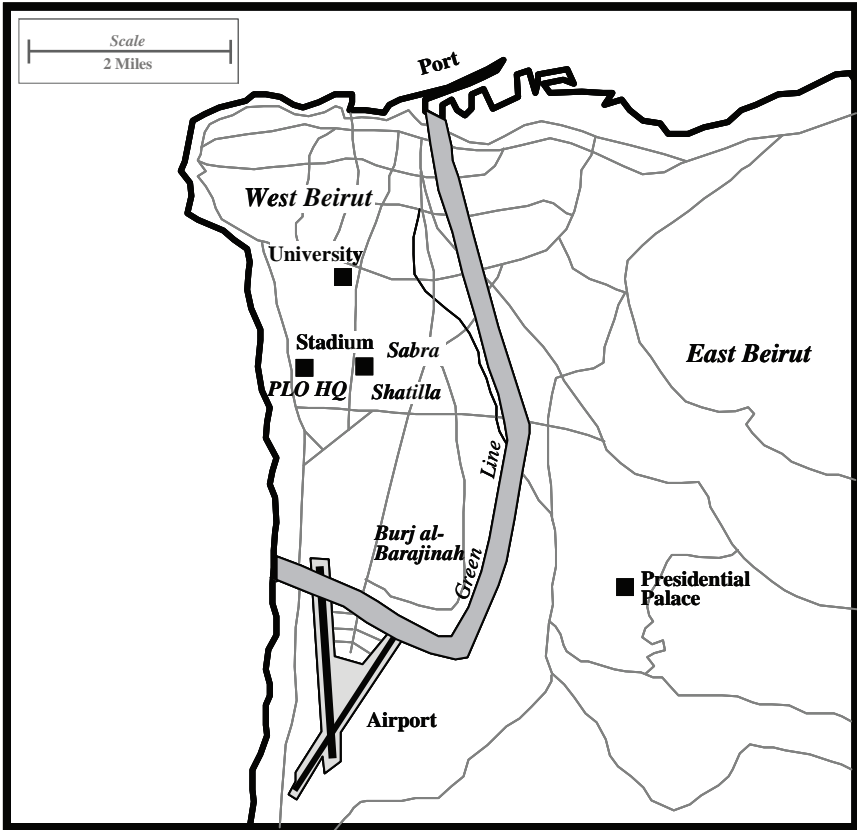 Scale
2 Miles
Port
West Beirut
University
Stadium
Sabra
East Beirut
PLO HQ
Shatilla
Line
Burj al-
Barajinah
Green
Presidential
Palace
Airport